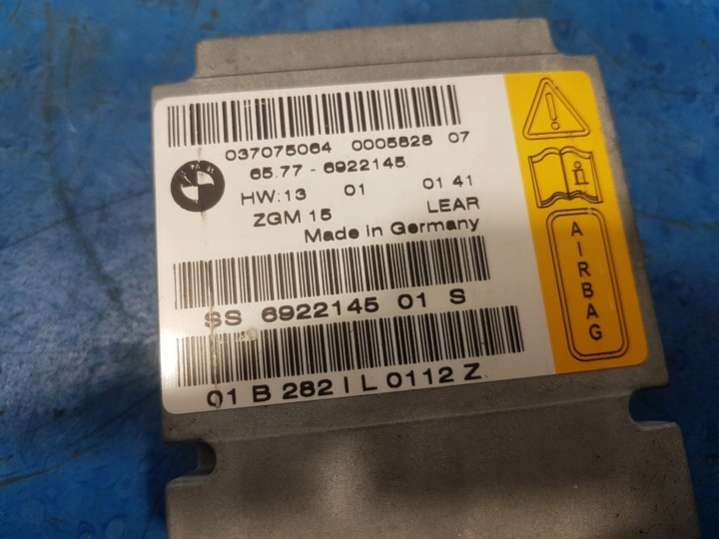 037075064 0005828 07
65.77 - 6922145
HW:13 01 01 41
ZGM 15 LEAR
Made in Germany
SS 6922145 01 S
01 B 282 I L 0112 Z
AIRBAG